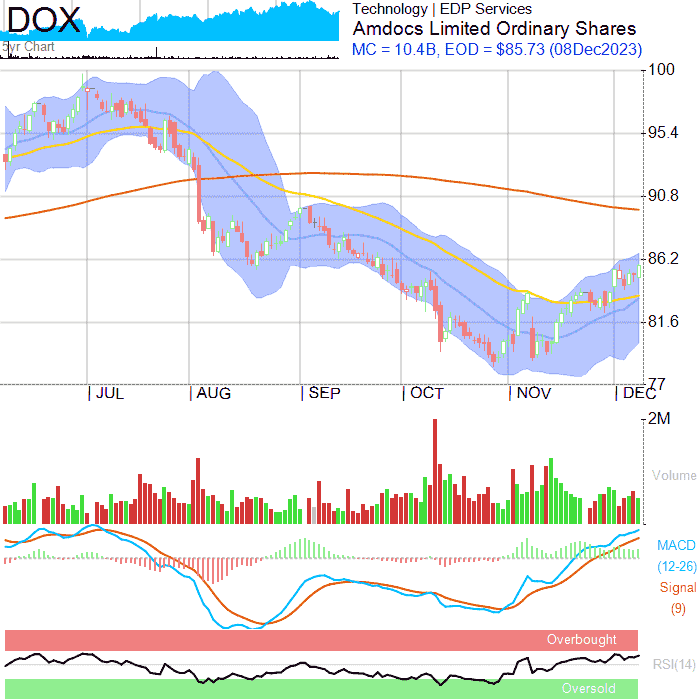 DOX
5yr Chart
Technology | EDP Services
Amdocs Limited Ordinary Shares
MC = 10.4B, EOD = $85.73 (08Dec2023)
100
95.4
90.8
86.2
81.6
77
JUL AUG SEP OCT NOV DEC
2M
Volume
MACD
(12-26)
Signal
(9)
Overbought
RSI(14)
Oversold